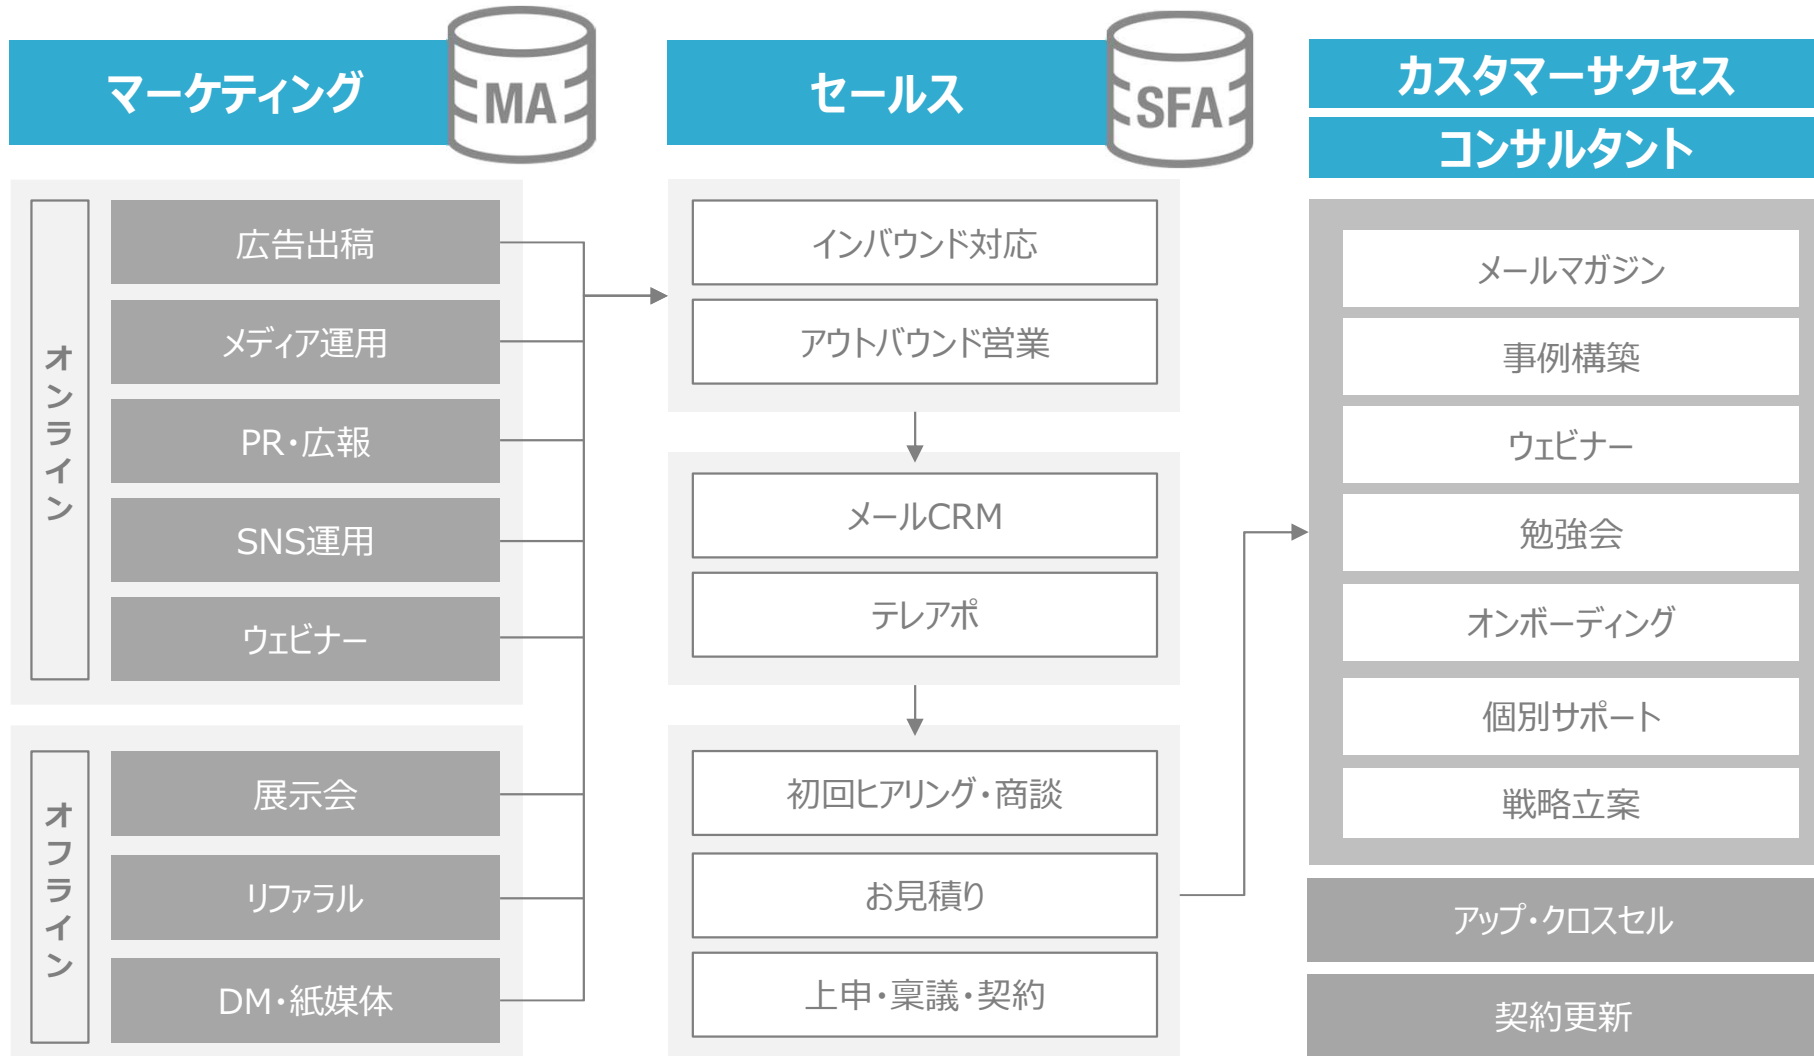 マーケティング
MA
オンライン
広告出稿
メディア運用
PR・広報
SNS運用
ウェビナー
オフライン
展示会
リファラル
DM・紙媒体
セールス
SFA
インバウンド対応
アウトバウンド営業
メールCRM
テレアポ
初回ヒアリング・商談
お見積り
上申・稟議・契約
カスタマーサクセス
コンサルタント
メールマガジン
事例構築
ウェビナー
勉強会
オンボーディング
個別サポート
戦略立案
アップ・クロスセル
契約更新